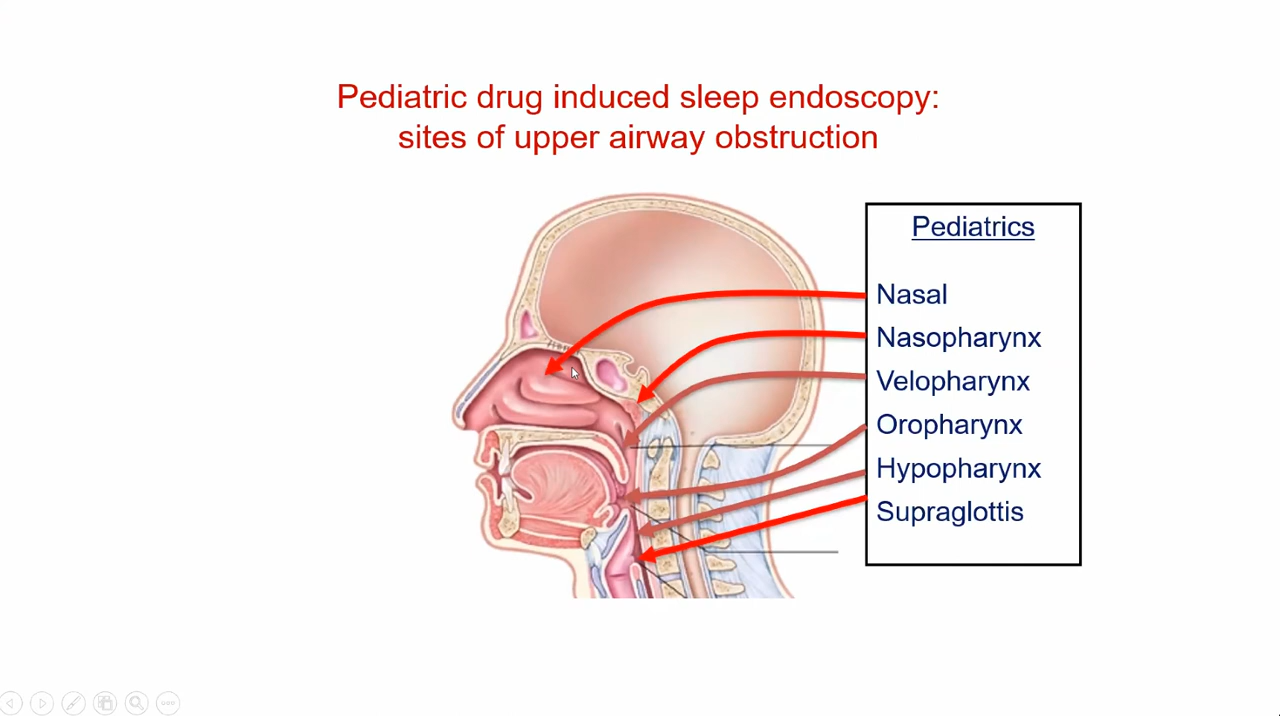 Pediatric drug induced sleep endoscopy:
sites of upper airway obstruction
Pediatrics
Nasal
Nasopharynx
Velopharynx
Oropharynx
Hypopharynx
Supraglottis